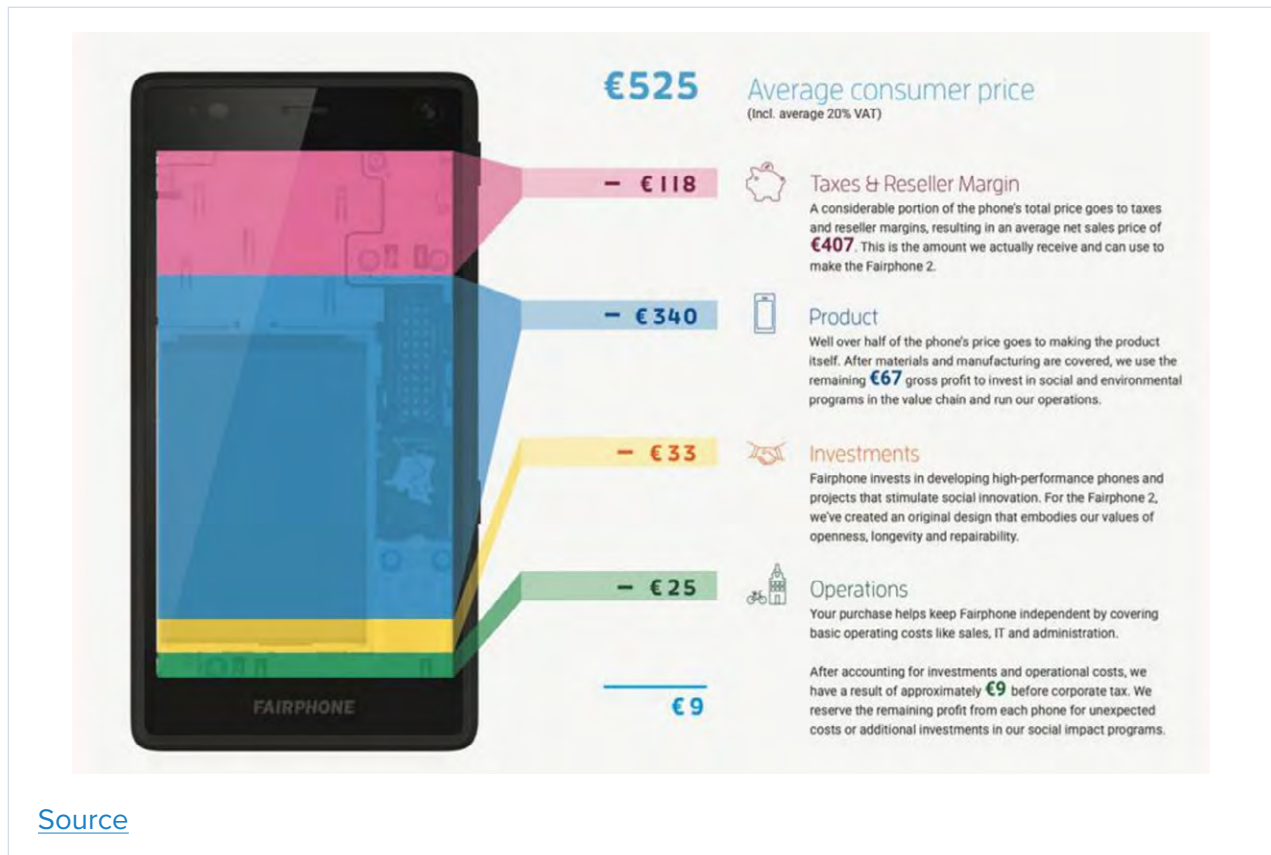 €525
Average consumer price
(Incl. average 20% VAT)
– €118
Taxes & Reseller Margin
A considerable portion of the phone's total price goes to taxes
and reseller margins, resulting in an average net sales price of
€407. This is the amount we actually receive and can use to
make the Fairphone 2.
– €340
Product
Well over half of the phone's price goes to making the product
itself. After materials and manufacturing are covered, we use the
remaining €67 gross profit to invest in social and environmental
programs in the value chain and run our operations.
– €33
Investments
Fairphone invests in developing high-performance phones and
projects that stimulate social innovation. For the Fairphone 2,
we've created an original design that embodies our values of
openness, longevity and repairability.
– €25
Operations
Your purchase helps keep Fairphone independent by covering
basic operating costs like sales, IT and administration.
After accounting for investments and operational costs, we
have a result of approximately €9 before corporate tax. We
reserve the remaining profit from each phone for unexpected
costs or additional investments in our social impact programs.
€9
FAIRPHONE
Source